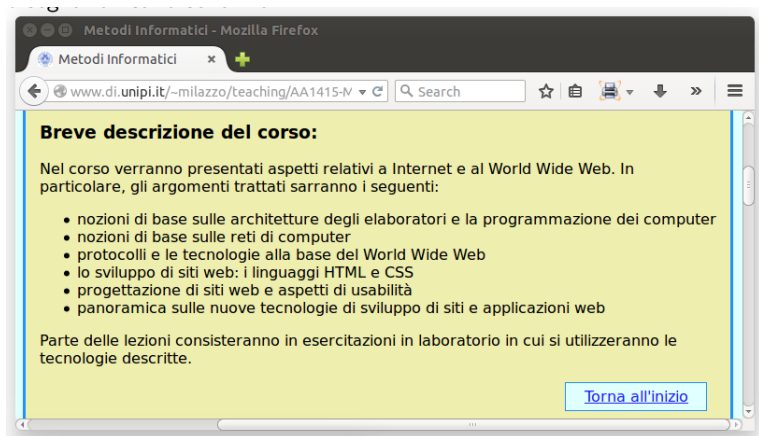 Metodi Informatici - Mozilla Firefox
Metodi Informatici
www.di.unipi.it/~milazzo/teaching/AA1415-M
Search
Breve descrizione del corso:
Nel corso verranno presentati aspetti relativi a Internet e al World Wide Web. In
particolare, gli argomenti trattati sarranno i seguenti:
• nozioni di base sulle architetture degli elaboratori e la programmazione dei computer
• nozioni di base sulle reti di computer
• protocolli e le tecnologie alla base del World Wide Web
• lo sviluppo di siti web: i linguaggi HTML e CSS
• progettazione di siti web e aspetti di usabilità
• panoramica sulle nuove tecnologie di sviluppo di siti e applicazioni web
Parte delle lezioni consisteranno in esercitazioni in laboratorio in cui si utilizzeranno le
tecnologie descritte.
Torna all'inizio